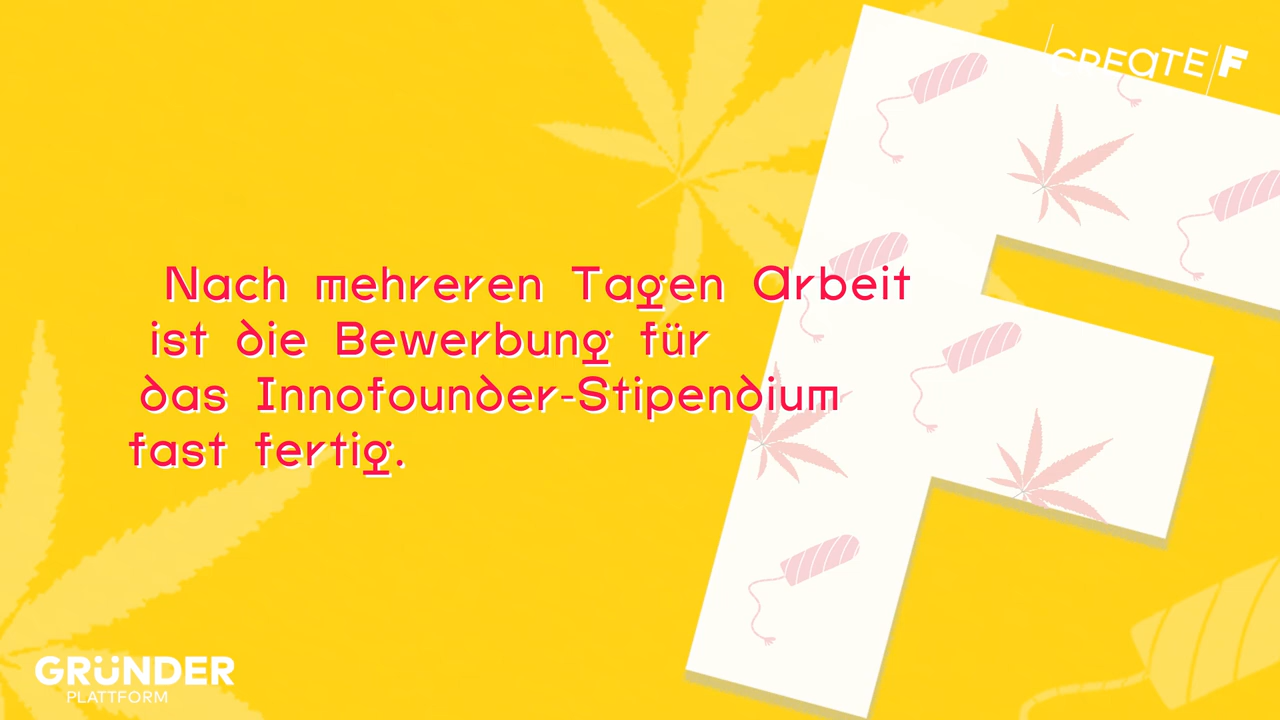 CREATE F
Nach mehreren Tagen Arbeit
ist die Bewerbung für
das Innofounder-Stipendium
fast fertig.
GRÜNDER
PLATTFORM